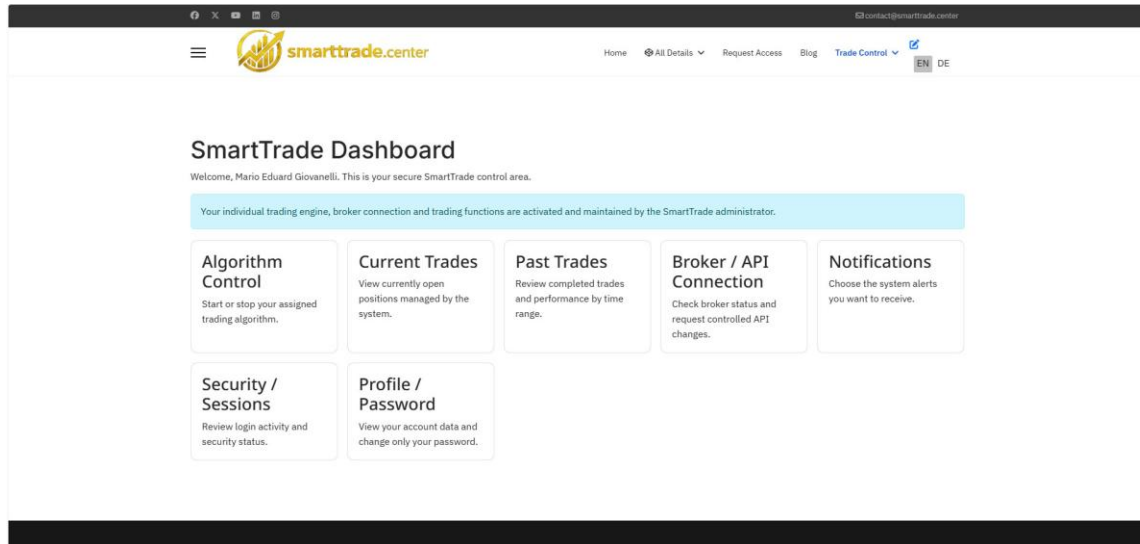 contact@smarttrade.center
smarttrade.center
Home
All Details
Request Access
Blog
Trade Control
EN DE
SmartTrade Dashboard
Welcome, Mario Eduard Giovanelli. This is your secure SmartTrade control area.
Your individual trading engine, broker connection and trading functions are activated and maintained by the SmartTrade administrator.
Algorithm
Control
Start or stop your assigned
trading algorithm.
Current Trades
View currently open
positions managed by the
system.
Past Trades
Review completed trades
and performance by time
range.
Broker / API
Connection
Check broker status and
request controlled API
changes.
Notifications
Choose the system alerts
you want to receive.
Security /
Sessions
Review login activity and
security status.
Profile /
Password
View your account data and
change only your password.